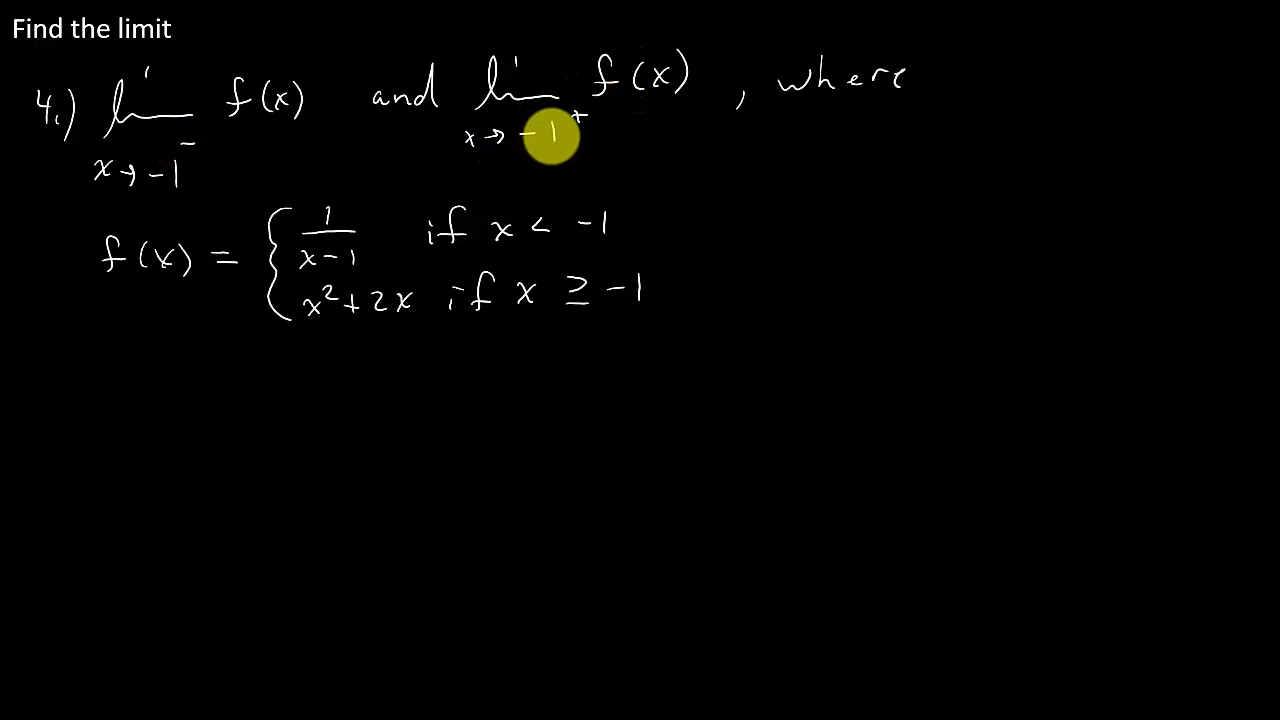 Find the limit
4.) lim f(x) and lim f(x) , where
x → -1⁻ x → -1⁺
f(x) = { 1/(x-1) if x < -1
x² + 2x if x ≥ -1